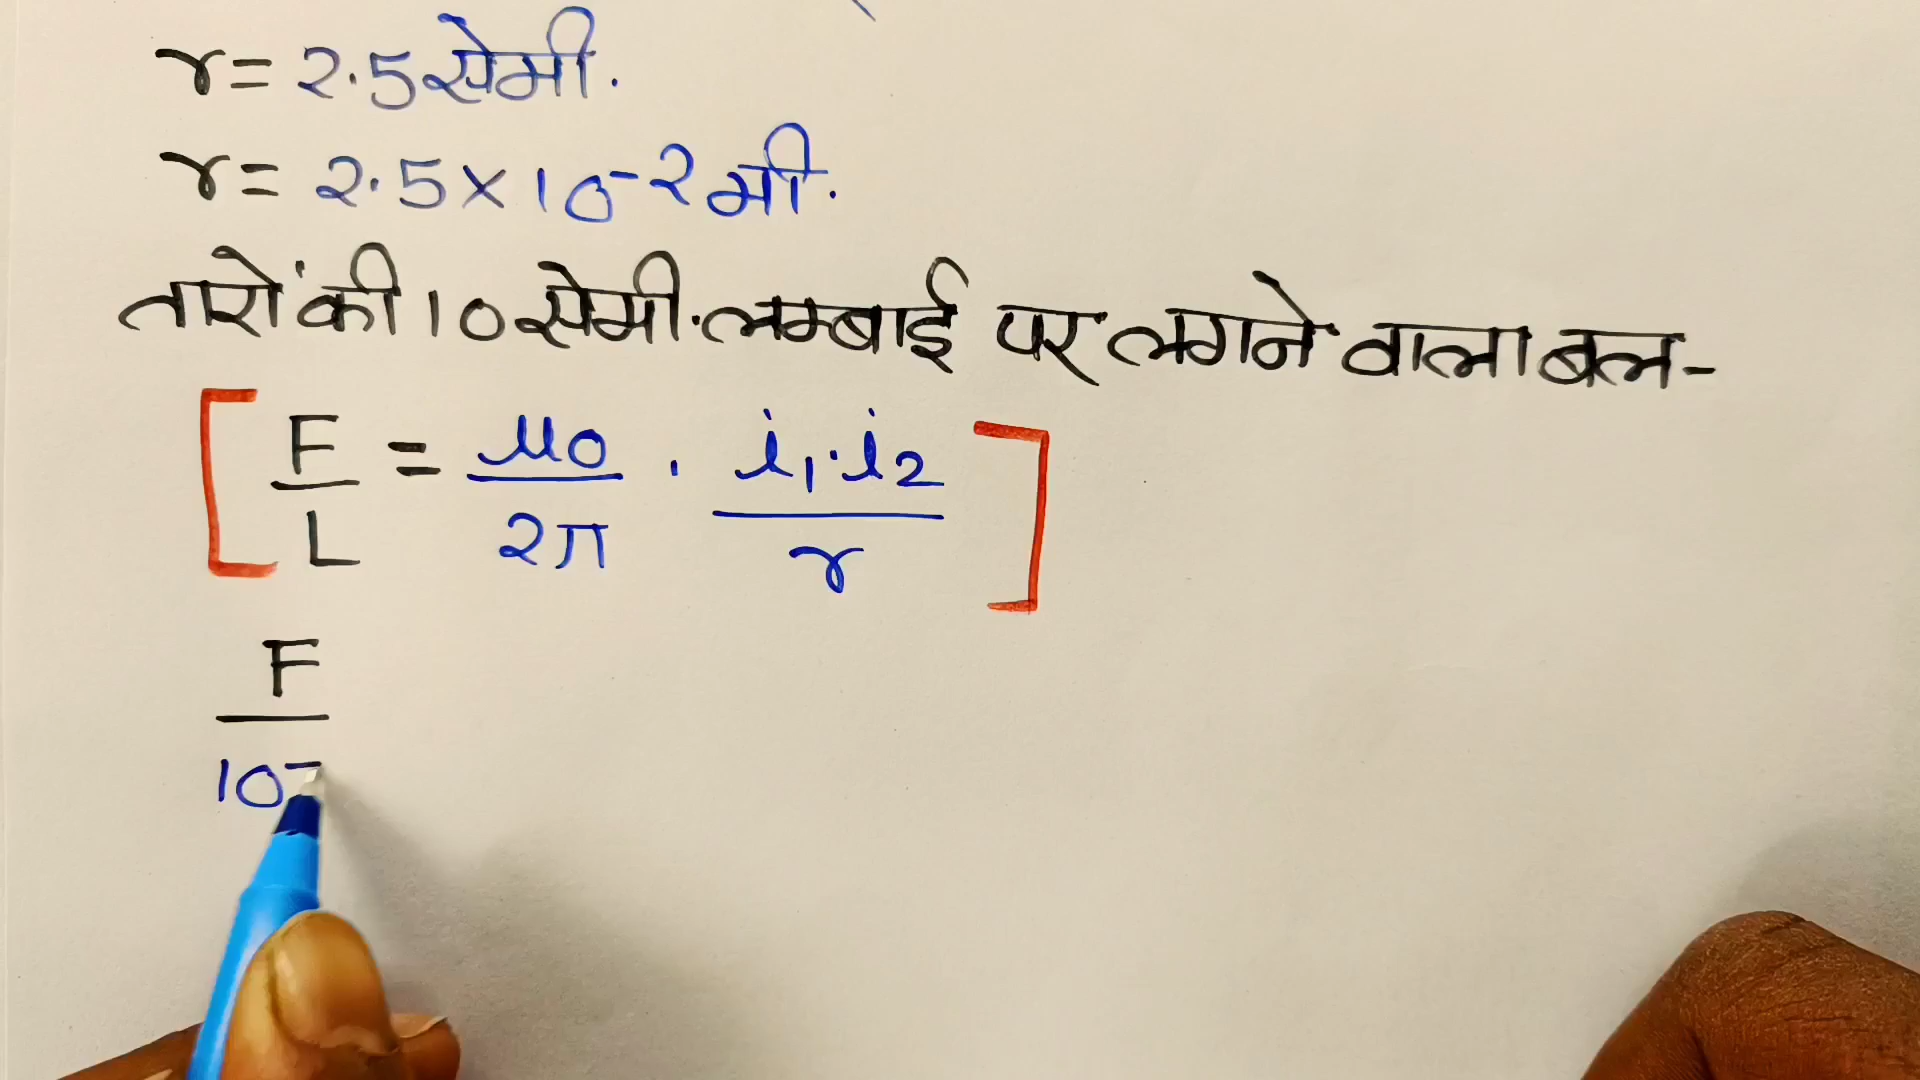 r = 2.5 सेमी.
r = 2.5 × 10⁻² मी.
तारों की 10 सेमी. लम्बाई पर लगने वाला बल -
[ F/L = μ0/2π . i₁.i₂/r ]
F/10⁻